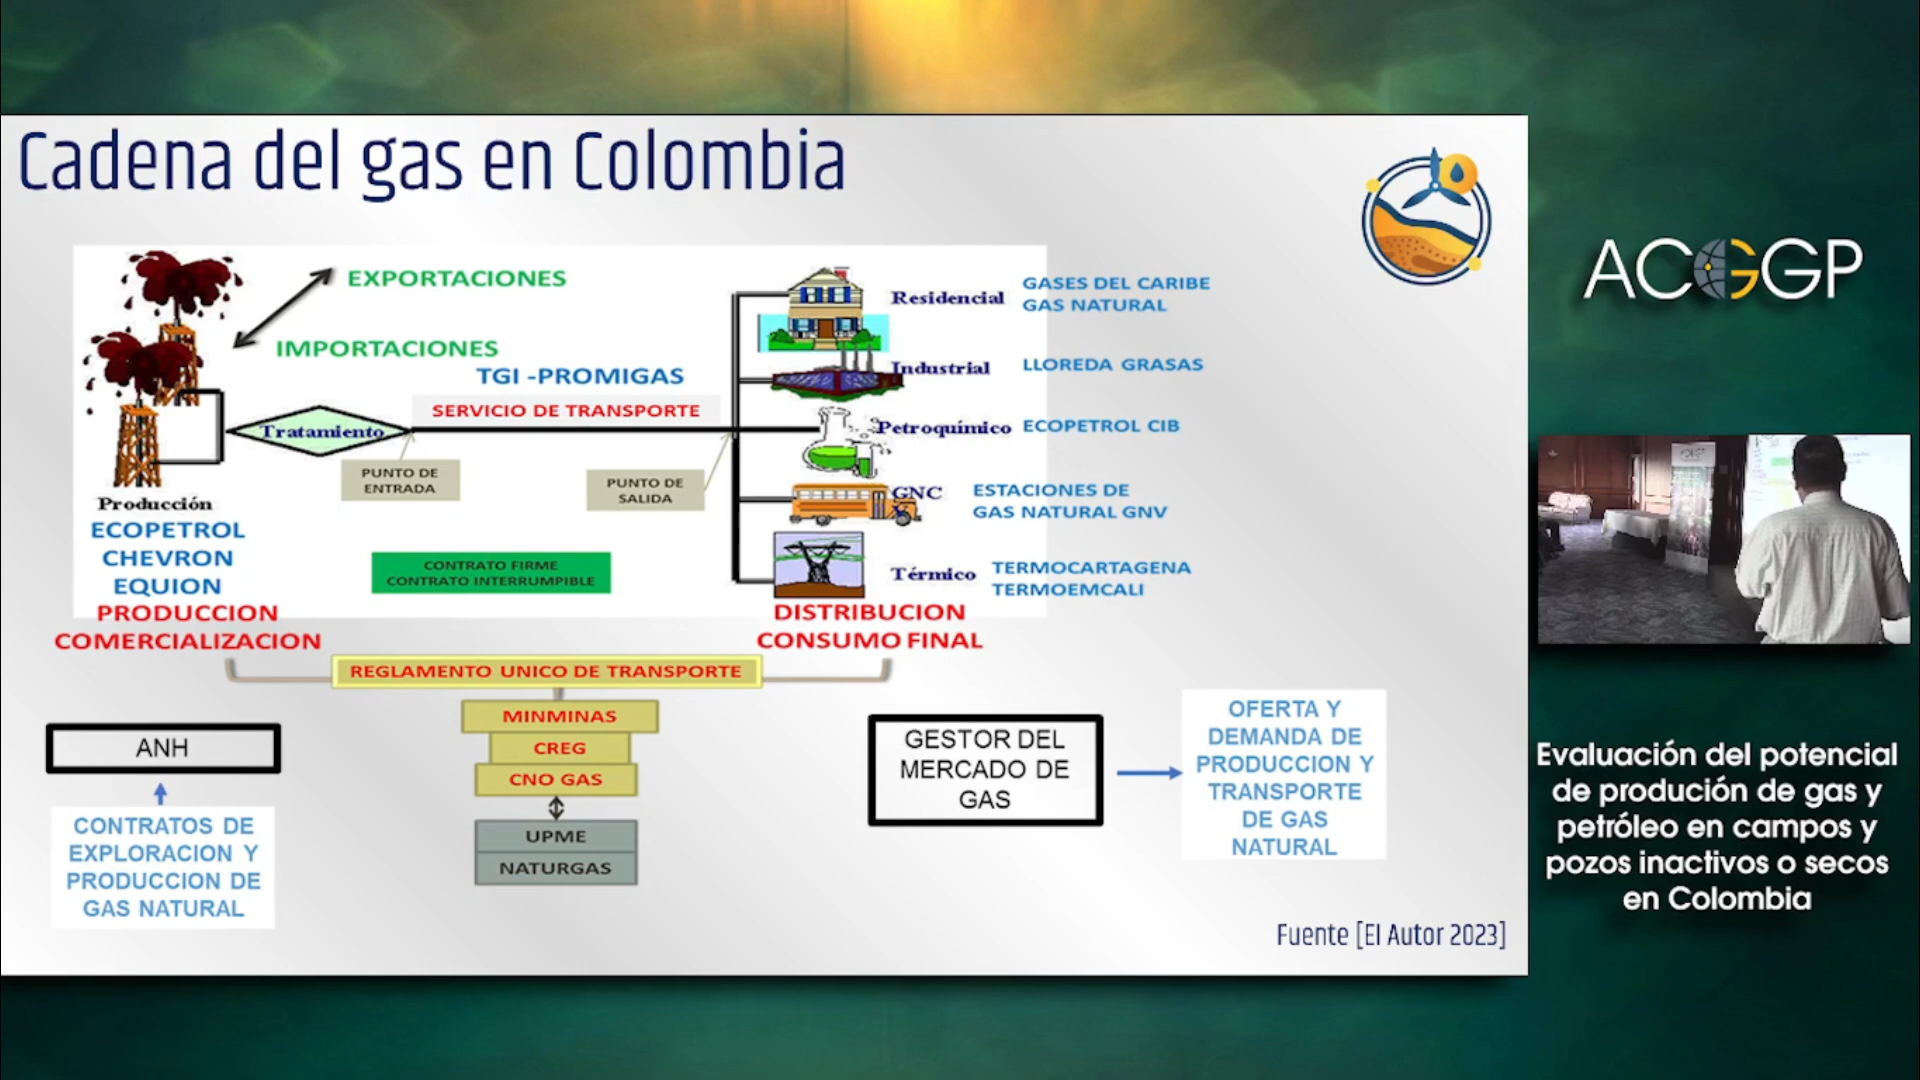 Cadena del gas en Colombia
EXPORTACIONES
IMPORTACIONES
TGI -PROMIGAS
SERVICIO DE TRANSPORTE
Tratamiento
PUNTO DE
ENTRADA
PUNTO DE
SALIDA
Producción
ECOPETROL
CHEVRON
EQUION
PRODUCCION
COMERCIALIZACION
CONTRATO FIRME
CONTRATO INTERRUMPIBLE
Residencial
GASES DEL CARIBE
GAS NATURAL
Industrial
LLOREDA GRASAS
Petroquímico
ECOPETROL CIB
GNC
V
ESTACIONES DE
GAS NATURAL GNV
Térmico
TERMOCARTAGENA
TERMOEMCALI
DISTRIBUCION
CONSUMO FINAL
REGLAMENTO UNICO DE TRANSPORTE
MINMINAS
CREG
CNO GAS
UPME
NATURGAS
ANH
CONTRATOS DE
EXPLORACION Y
PRODUCCION DE
GAS NATURAL
GESTOR DEL
MERCADO DE
GAS
OFERTA Y
DEMANDA DE
PRODUCCION Y
TRANSPORTE
DE GAS
NATURAL
Fuente [El Autor 2023]
ACGGP
Evaluación del potencial
de produción de gas y
petróleo en campos y
pozos inactivos o secos
en Colombia